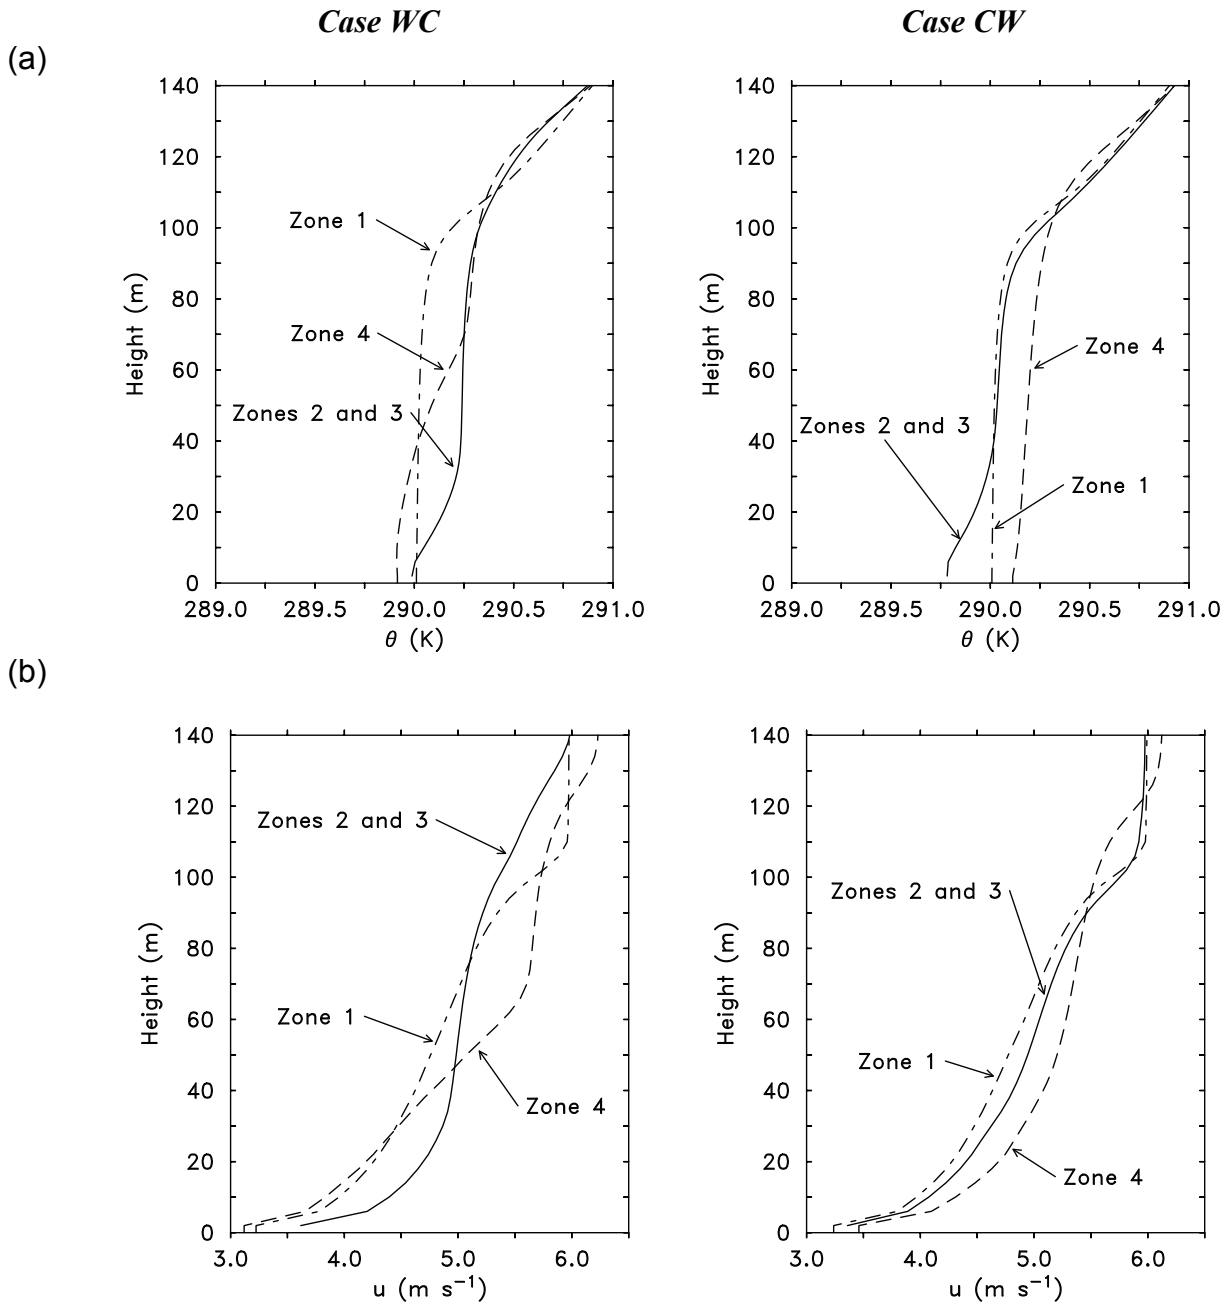 Case WC Case CW
(a)
140 140
120 120
Zone 1
100 100
80 80
Zone 4 Zone 4
60 60
Zones 2 and 3 Zones 2 and 3
40 40
Zone 1
20 20
0 0
Height (m) Height (m)
289.0 289.5 290.0 290.5 291.0 289.0 289.5 290.0 290.5 291.0
θ (K) θ (K)
(b)
140 140
120 120
Zones 2 and 3
100 100
Zones 2 and 3
80 80
Zone 1
60 60
Zone 1
40 40
Zone 4
20 20
Zone 4
0 0
Height (m) Height (m)
3.0 4.0 5.0 6.0 3.0 4.0 5.0 6.0
u (m s⁻¹) u (m s⁻¹)